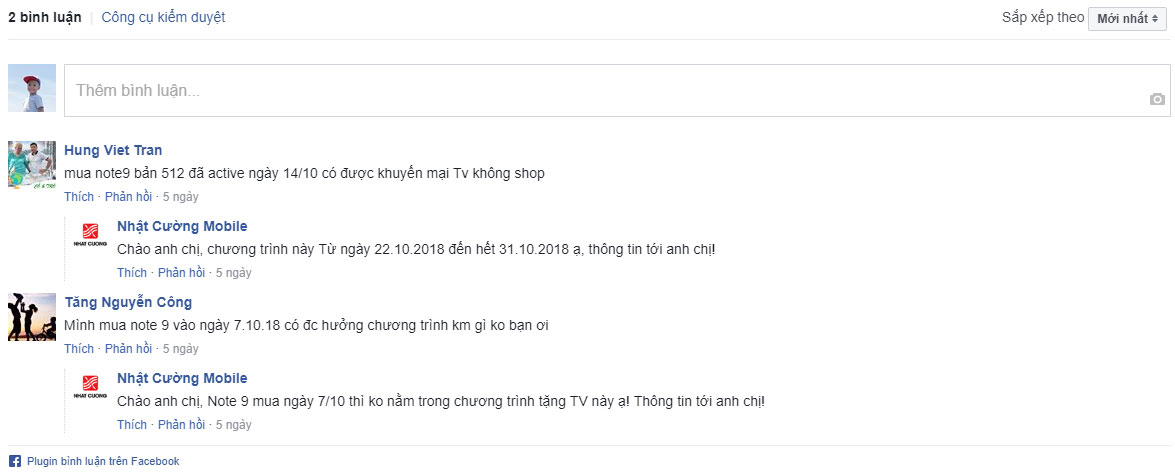 2 bình luận | Công cụ kiểm duyệt Sắp xếp theo Mới nhất
Thêm bình luận...
Hung Viet Tran
mua note9 bản 512 đã active ngày 14/10 có được khuyến mại Tv không shop
CÔ & TRÒ
Thích · Phản hồi · 5 ngày
Nhật Cường Mobile
NHAT CUONG
Chào anh chị, chương trình này Từ ngày 22.10.2018 đến hết 31.10.2018 ạ, thông tin tới anh chị!
Thích · Phản hồi · 5 ngày
Tăng Nguyễn Công
Mình mua note 9 vào ngày 7.10.18 có đc hưởng chương trình km gì ko bạn ơi
Thích · Phản hồi · 5 ngày
Nhật Cường Mobile
NHAT CUONG
Chào anh chị, Note 9 mua ngày 7/10 thì ko nằm trong chương trình tặng TV này ạ! Thông tin tới anh chị!
Thích · Phản hồi · 5 ngày
Plugin bình luận trên Facebook